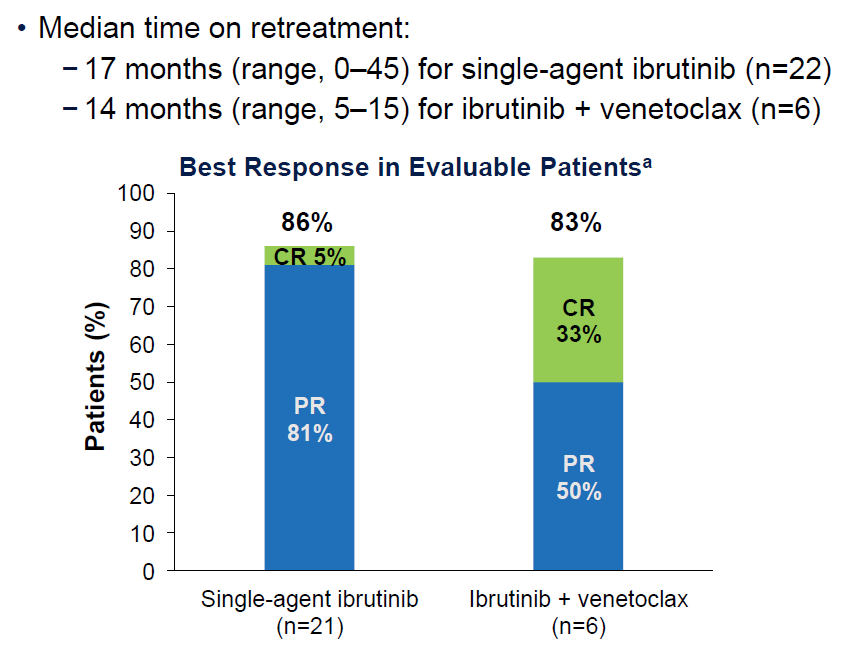 • Median time on retreatment:
− 17 months (range, 0–45) for single-agent ibrutinib (n=22)
− 14 months (range, 5–15) for ibrutinib + venetoclax (n=6)
Best Response in Evaluable Patientsᵃ
Patients (%)
100
90
80
70
60
50
40
30
20
10
0
86%
CR 5%
PR
81%
83%
CR
33%
PR
50%
Single-agent ibrutinib
(n=21)
Ibrutinib + venetoclax
(n=6)